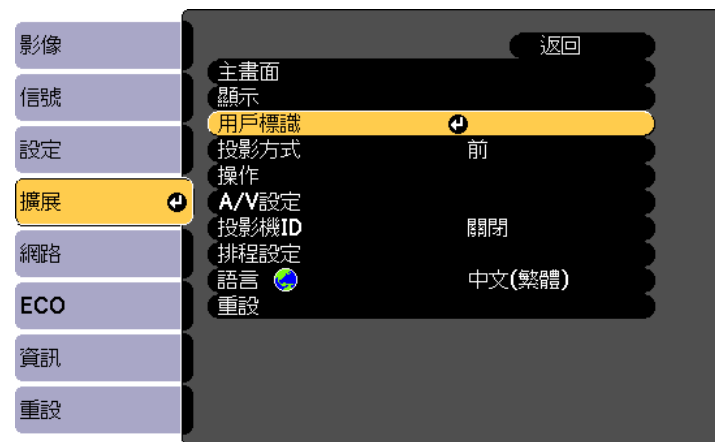 影像
信號
設定
擴展
網路
ECO
資訊
重設
返回
主畫面
顯示
用戶標識
投影方式 前
操作
A/V設定
投影機ID 關閉
排程設定
語言 中文(繁體)
重設